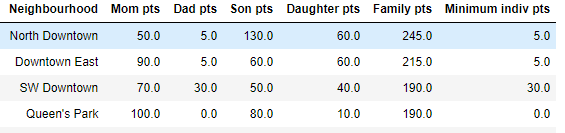 Neighbourhood Mom pts Dad pts Son pts Daughter pts Family pts Minimum indiv pts
North Downtown 50.0 5.0 130.0 60.0 245.0 5.0
Downtown East 90.0 5.0 60.0 60.0 215.0 5.0
SW Downtown 70.0 30.0 50.0 40.0 190.0 30.0
Queen's Park 100.0 0.0 80.0 10.0 190.0 0.0